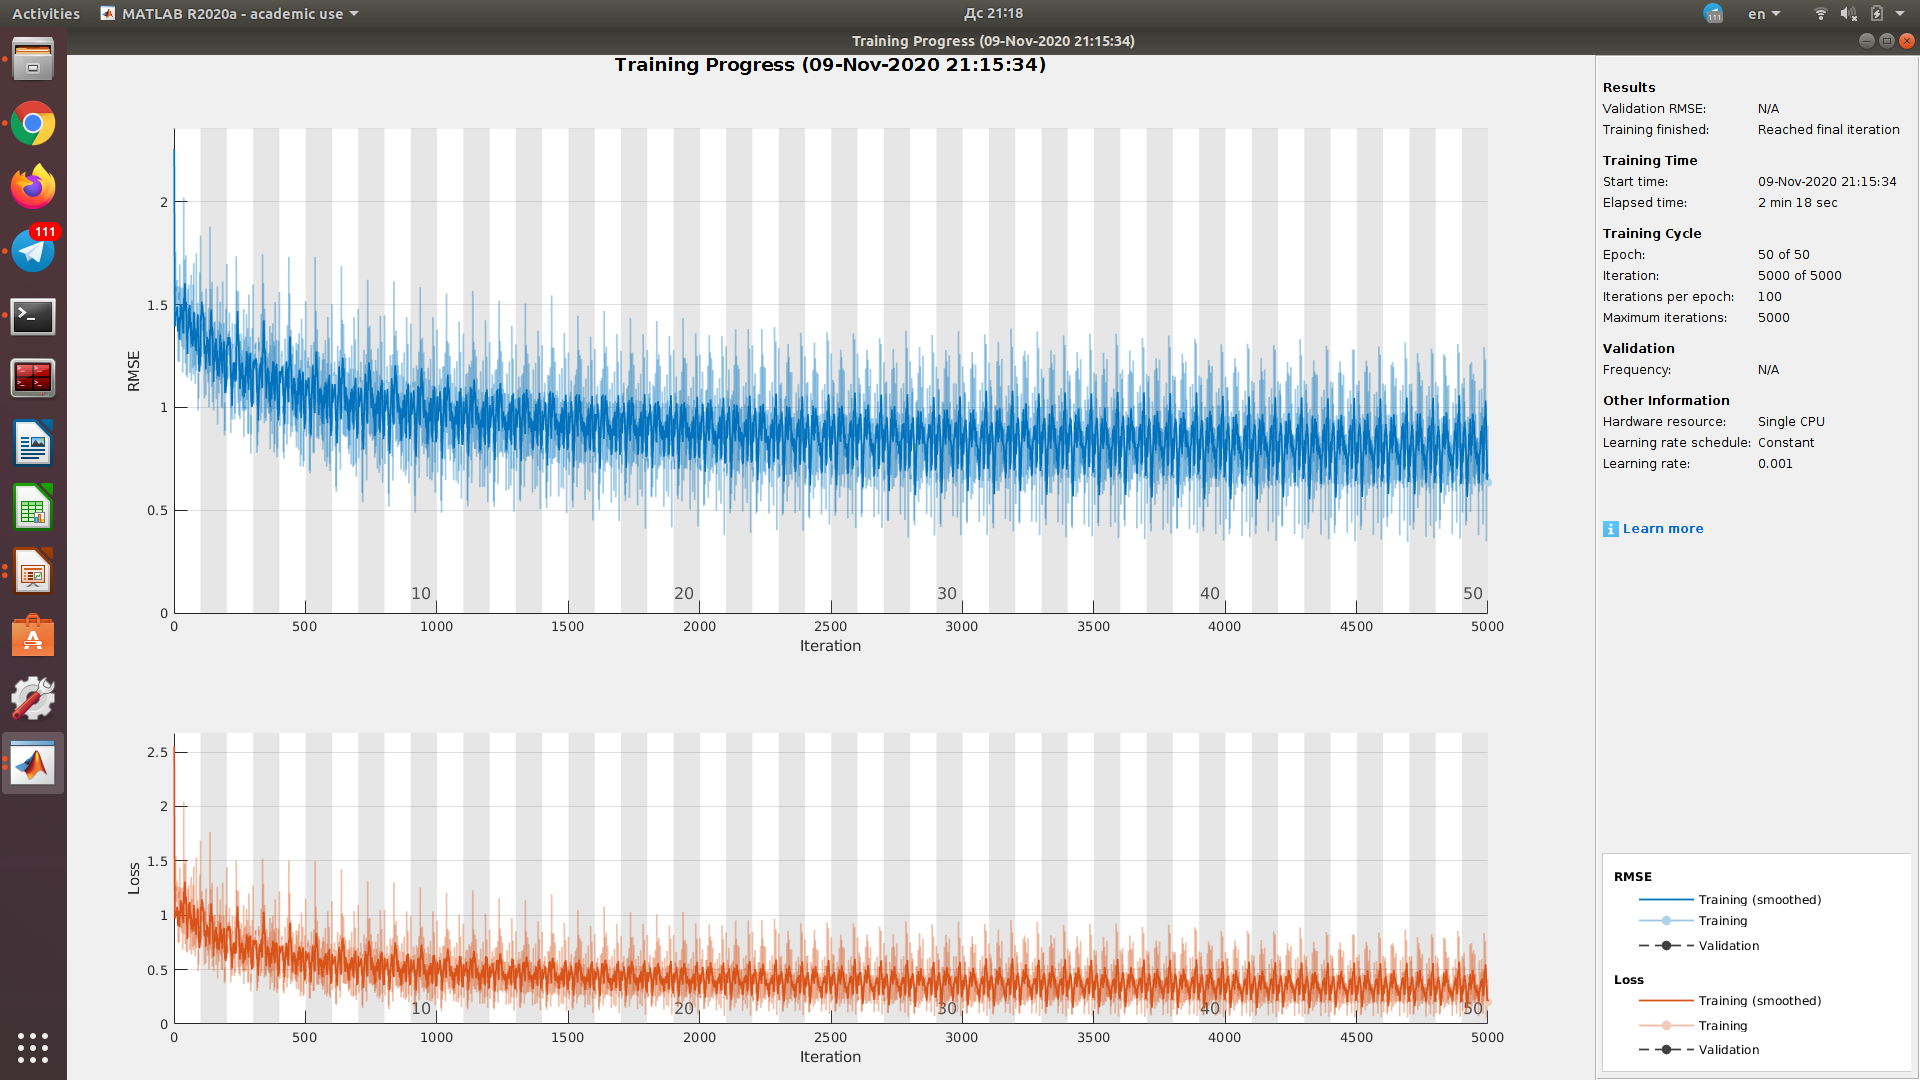 Activities
MATLAB R2020a - academic use
Дс 21:18
111
en
Training Progress (09-Nov-2020 21:15:34)
111
Training Progress (09-Nov-2020 21:15:34)
RMSE
2
1.5
1
0.5
0
10
20
30
40
50
0
500
1000
1500
2000
2500
3000
3500
4000
4500
5000
Iteration
Loss
2.5
2
1.5
1
0.5
0
10
20
30
40
50
0
500
1000
1500
2000
2500
3000
3500
4000
4500
5000
Iteration
Results
Validation RMSE: N/A
Training finished: Reached final iteration
Training Time
Start time: 09-Nov-2020 21:15:34
Elapsed time: 2 min 18 sec
Training Cycle
Epoch: 50 of 50
Iteration: 5000 of 5000
Iterations per epoch: 100
Maximum iterations: 5000
Validation
Frequency: N/A
Other Information
Hardware resource: Single CPU
Learning rate schedule: Constant
Learning rate: 0.001
Learn more
RMSE
Training (smoothed)
Training
Validation
Loss
Training (smoothed)
Training
Validation